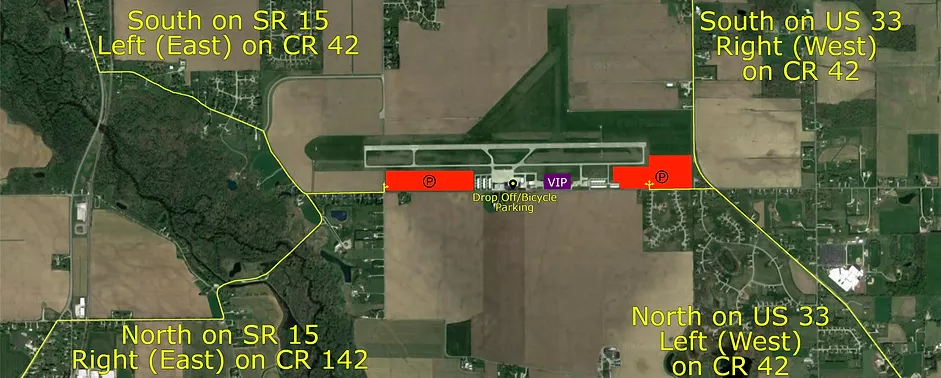 South on SR 15
Left (East) on CR 42
South on US 33
Right (West)
on CR 42
P
P
VIP
Drop Off/Bicycle
Parking
North on SR 15
Right (East) on CR 142
North on US 33
Left (West)
on CR 42